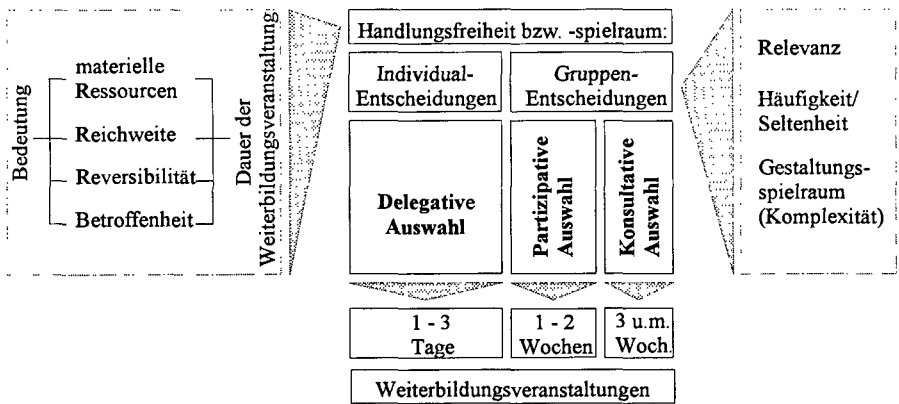 Bedeutung
materielle
Ressourcen
Reichweite
Reversibilität
Betroffenheit
Dauer der
Weiterbildungsveranstaltung
Handlungsfreiheit bzw. -spielraum:
Individual-
Entscheidungen
Gruppen-
Entscheidungen
Delegative
Auswahl
Partizipative
Auswahl
Konsultative
Auswahl
1 - 3
Tage
1 - 2
Wochen
3 u.m.
Woch.
Weiterbildungsveranstaltungen
Relevanz
Häufigkeit/
Seltenheit
Gestaltungs-
spielraum
(Komplexität)